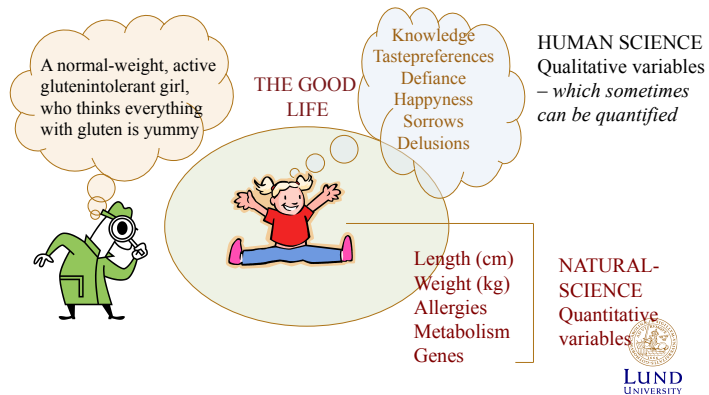 A normal-weight, active
glutenintolerant girl,
who thinks everything
with gluten is yummy
THE GOOD
LIFE
Knowledge
Tastepreferences
Defiance
Happyness
Sorrows
Delusions
HUMAN SCIENCE
Qualitative variables
– which sometimes
can be quantified
Length (cm)
Weight (kg)
Allergies
Metabolism
Genes
NATURAL-
SCIENCE
Quantitative
variables
LUND
UNIVERSITY